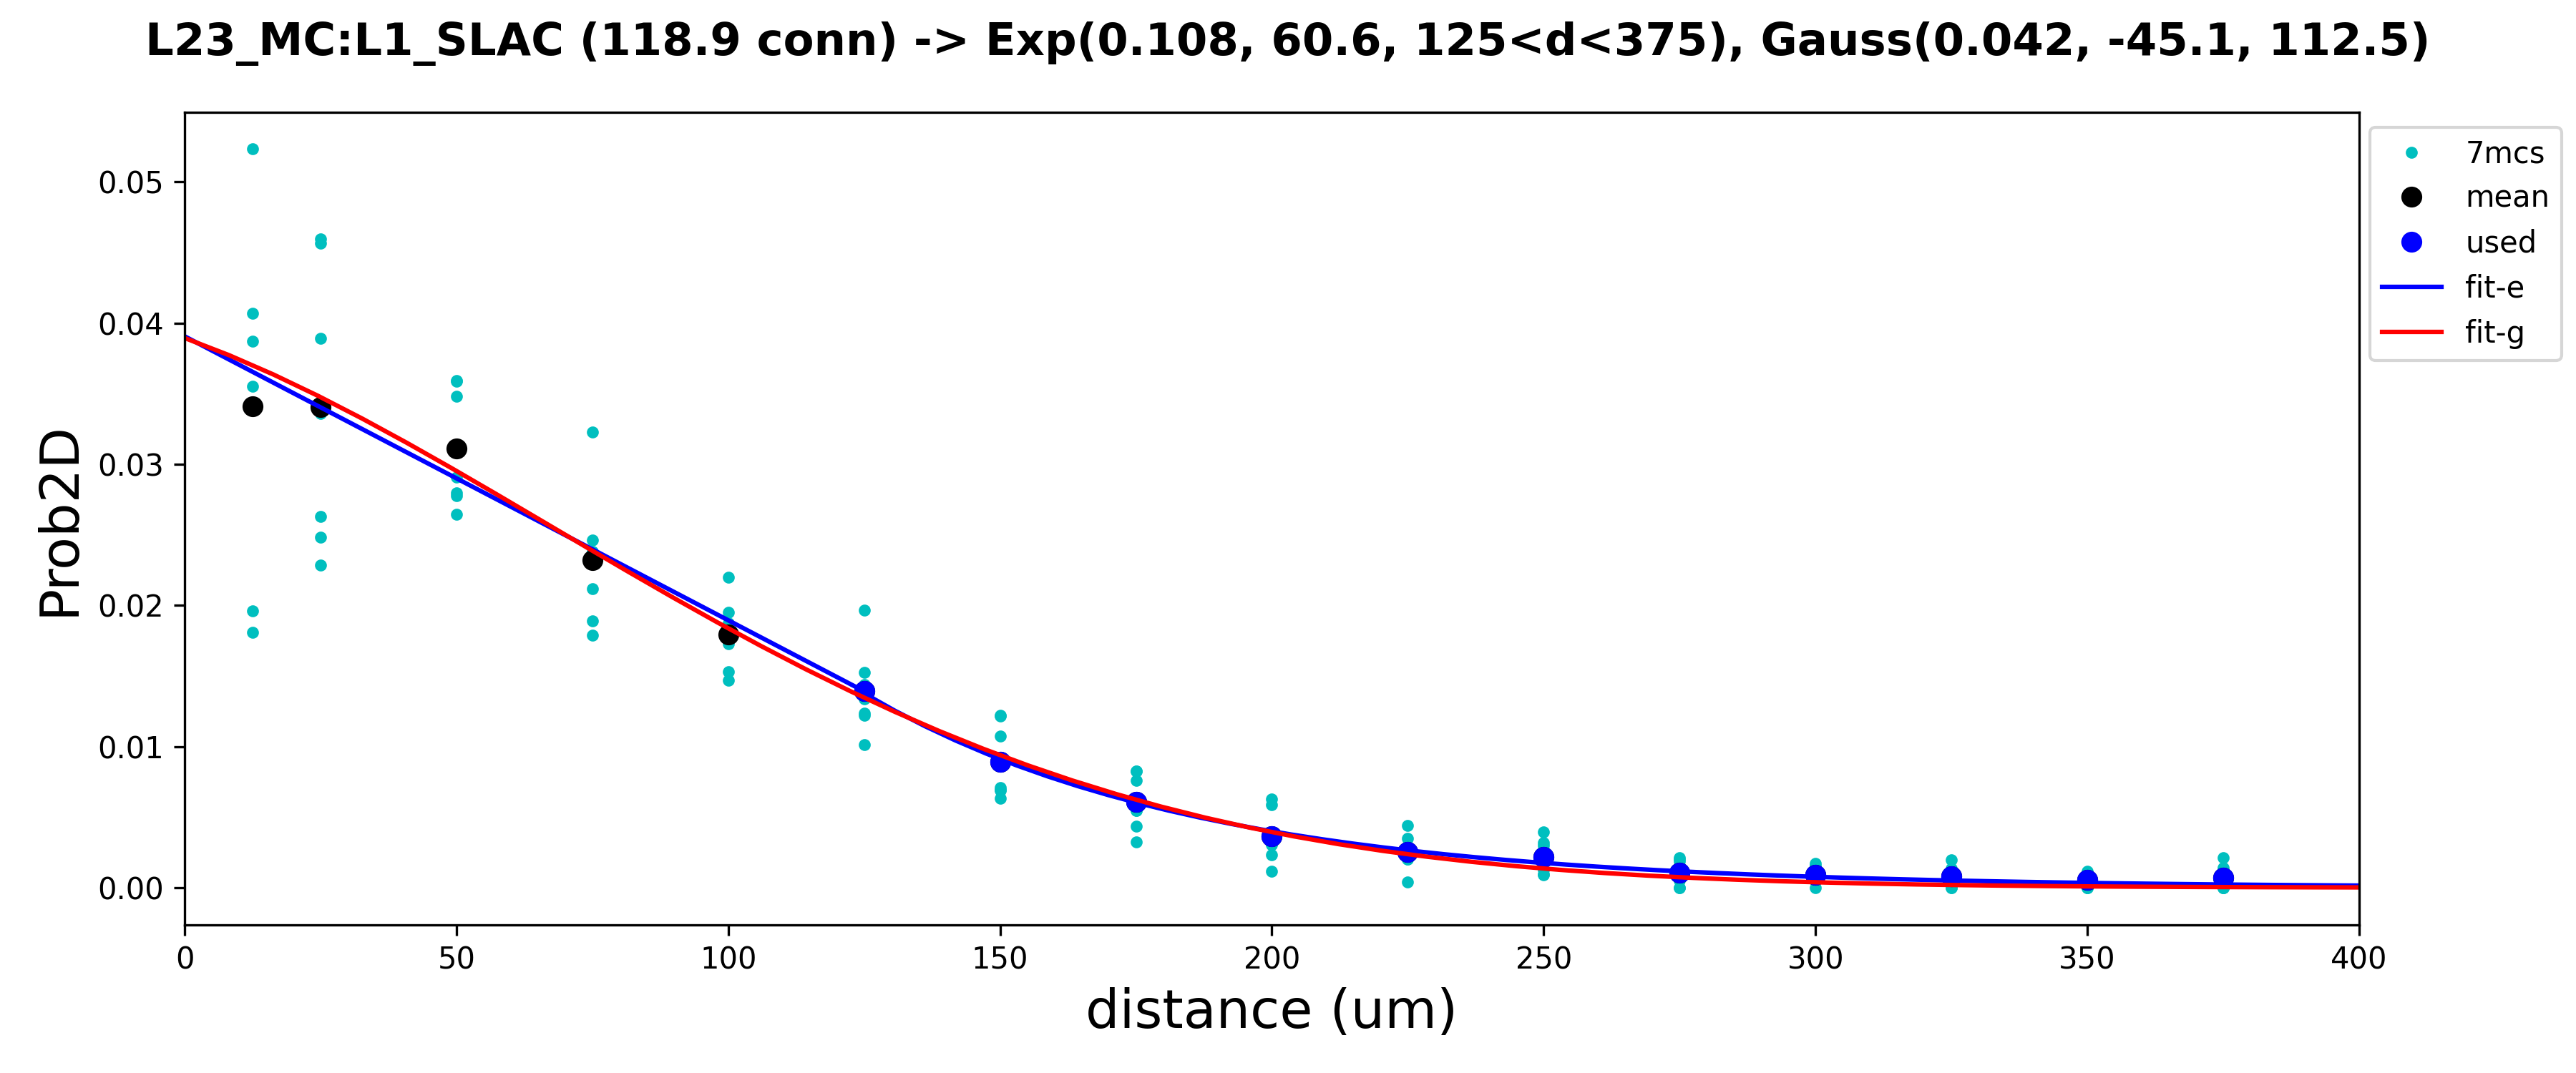 L23_MC:L1_SLAC (118.9 conn) -> Exp(0.108, 60.6, 125<d<375), Gauss(0.042, -45.1, 112.5)
7mcs
mean
used
fit-e
fit-g
Prob2D
0.05
0.04
0.03
0.02
0.01
0.00
0 50 100 150 200 250 300 350 400
distance (um)